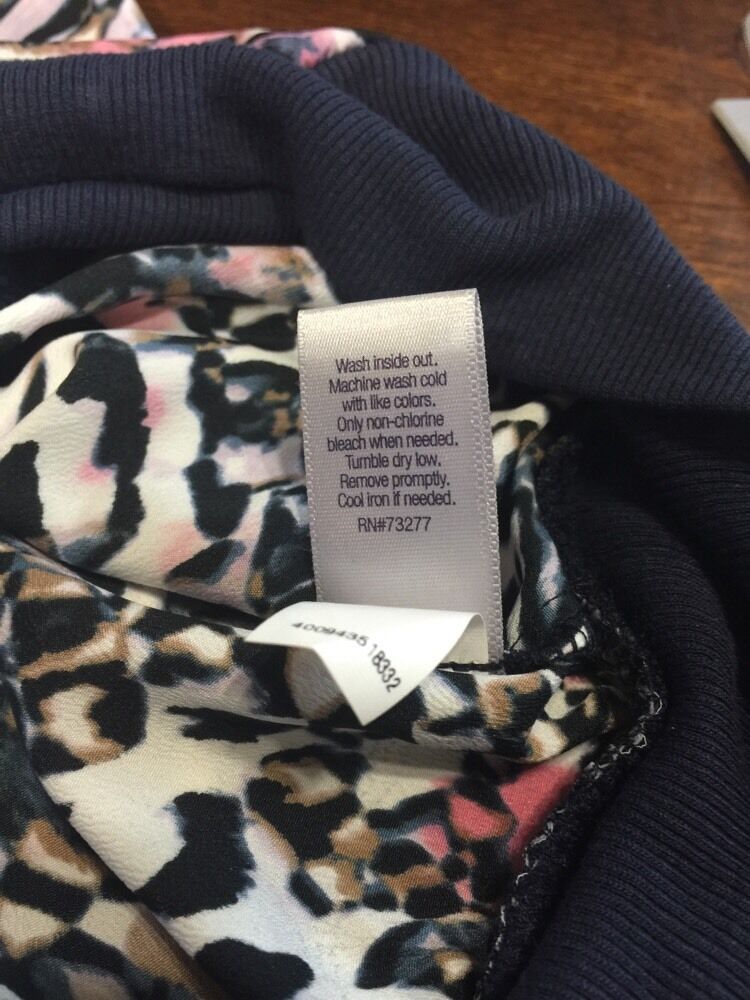 Wash inside out.
Machine wash cold
with like colors.
Only non-chlorine
bleach when needed.
Tumble dry low.
Remove promptly.
Cool iron if needed.
RN#73277
4009435 18332